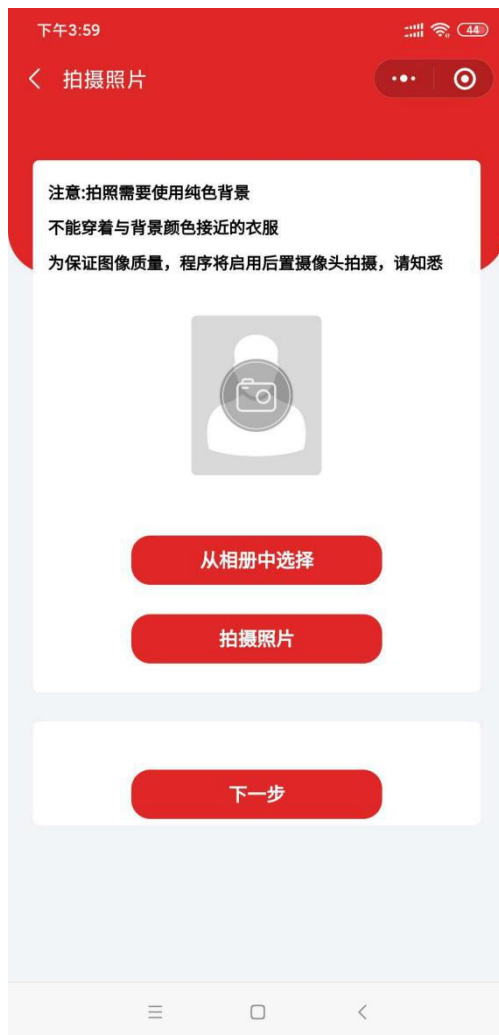 下午3:59
44
拍摄照片
注意:拍照需要使用纯色背景
不能穿着与背景颜色接近的衣服
为保证图像质量，程序将启用后置摄像头拍摄，请知悉
从相册中选择
拍摄照片
下一步